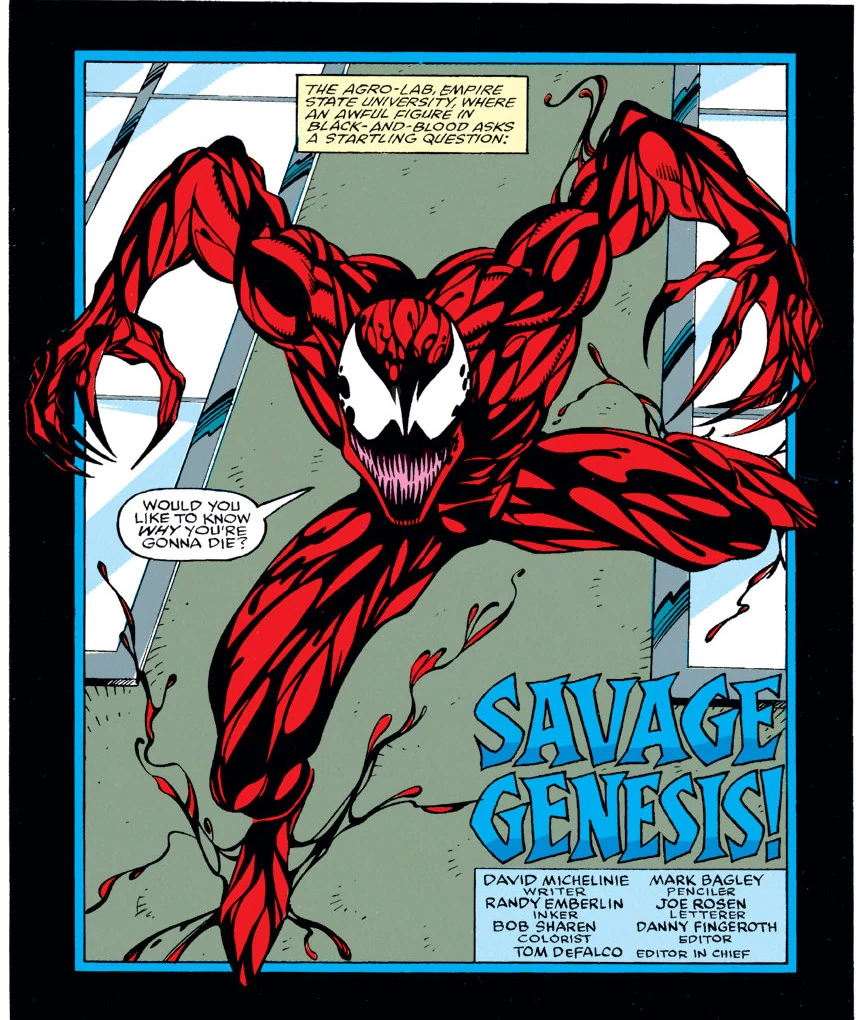 THE AGRO-LAB, EMPIRE
STATE UNIVERSITY, WHERE
AN AWFUL FIGURE IN
BLACK-AND-BLOOD ASKS
A STARTLING QUESTION:
WOULD YOU
LIKE TO KNOW
WHY YOU'RE
GONNA DIE?
SAVAGE
GENESIS!
DAVID MICHELINIE
WRITER
RANDY EMBERLIN
INKER
BOB SHAREN
COLORIST
TOM DEFALCO
MARK BAGLEY
PENCILER
JOE ROSEN
LETTERER
DANNY FINGEROTH
EDITOR
EDITOR IN CHIEF